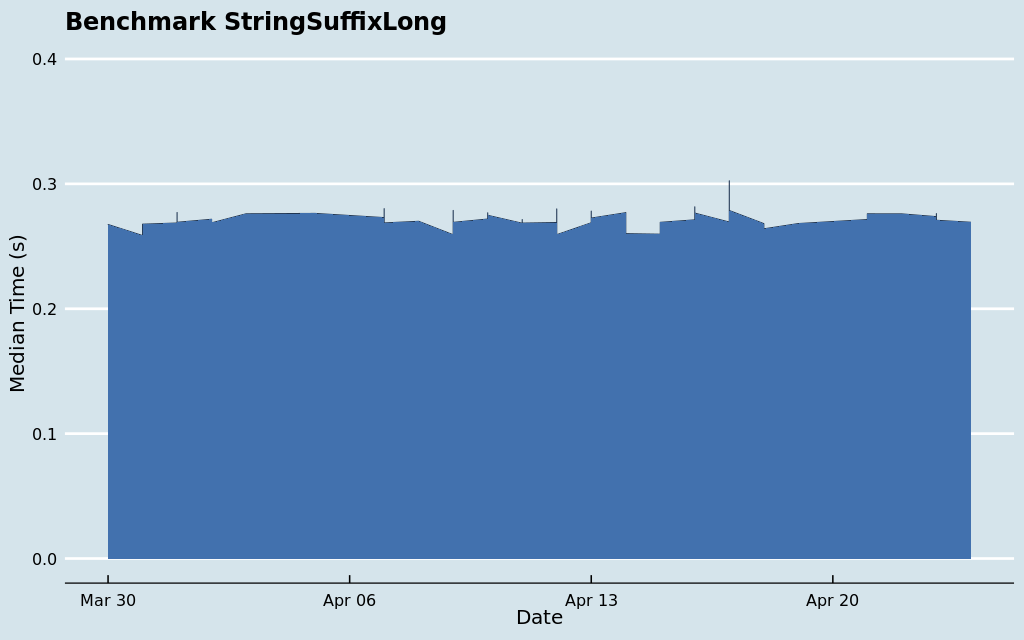 Benchmark StringSuffixLong
0.4
0.3
0.2
0.1
0.0
Median Time (s)
Mar 30
Apr 06
Apr 13
Apr 20
Date